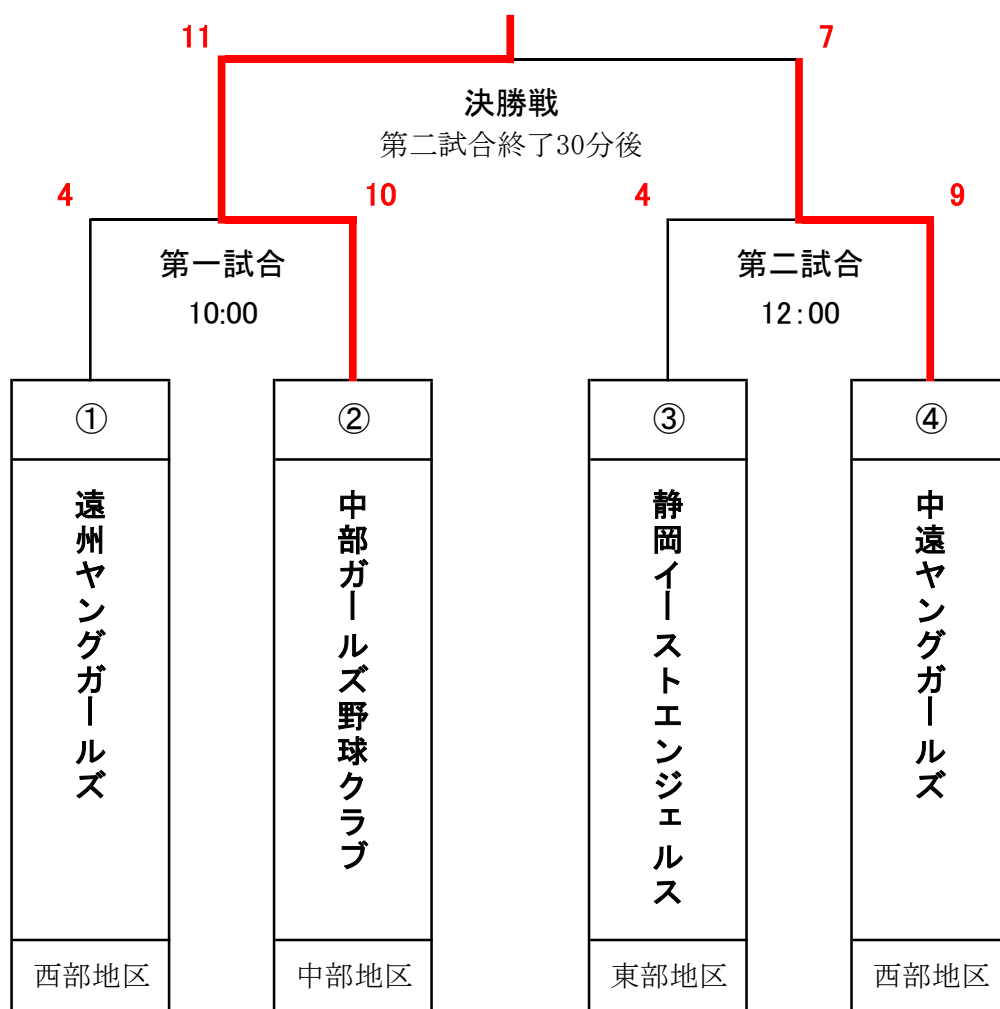 11
7
決勝戦
第二試合終了30分後
4
10
4
9
第一試合
10:00
第二試合
12:00
①
②
③
④
遠州ヤングガールズ
中部ガールズ野球クラブ
静岡イーストエンジェルス
中遠ヤングガールズ
西部地区
中部地区
東部地区
西部地区